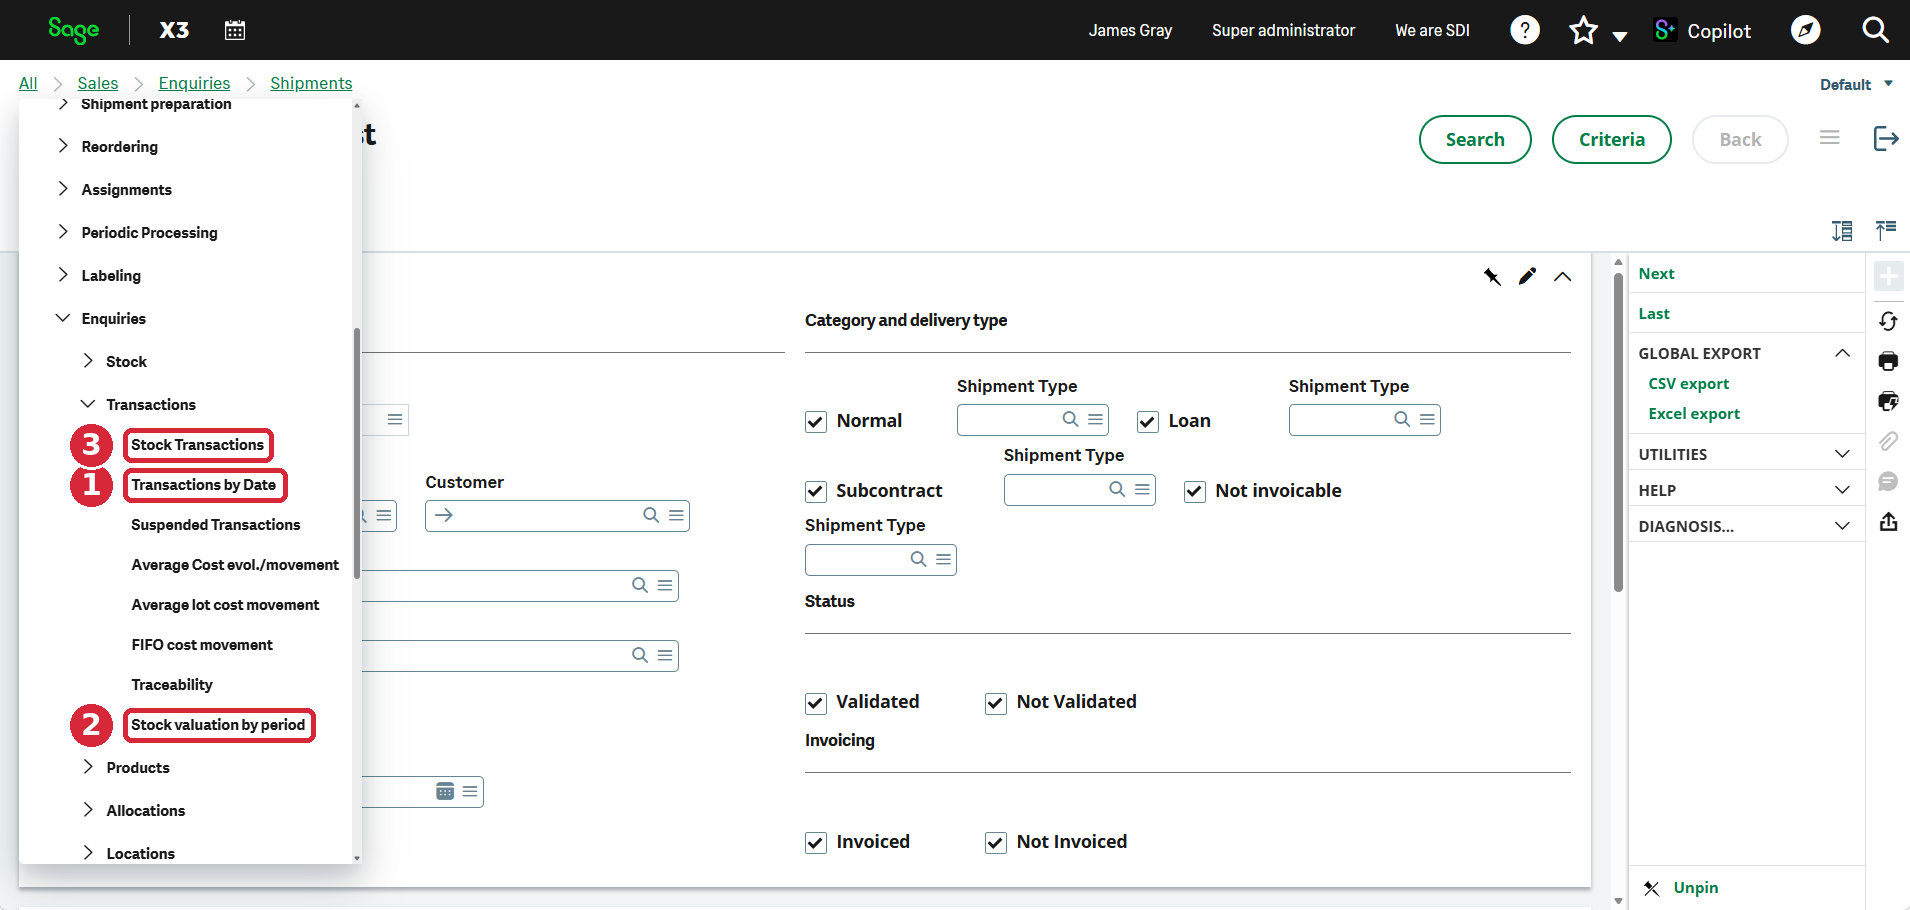 Sage
X3
James Gray
Super administrator
We are SDI
?
Copilot
All
Sales
Enquiries
Shipments
Default
st
Search
Criteria
Back
Shipment preparation
Reordering
Assignments
Periodic Processing
Labeling
Enquiries
Stock
Transactions
3 Stock Transactions
1 Transactions by Date
Suspended Transactions
Average Cost evol./movement
Average lot cost movement
FIFO cost movement
Traceability
2 Stock valuation by period
Products
Allocations
Locations
Customer
Category and delivery type
Shipment Type
Shipment Type
Normal
Loan
Shipment Type
Subcontract
Not invoicable
Shipment Type
Status
Validated
Not Validated
Invoicing
Invoiced
Not Invoiced
Next
Last
GLOBAL EXPORT
CSV export
Excel export
UTILITIES
HELP
DIAGNOSIS...
Unpin